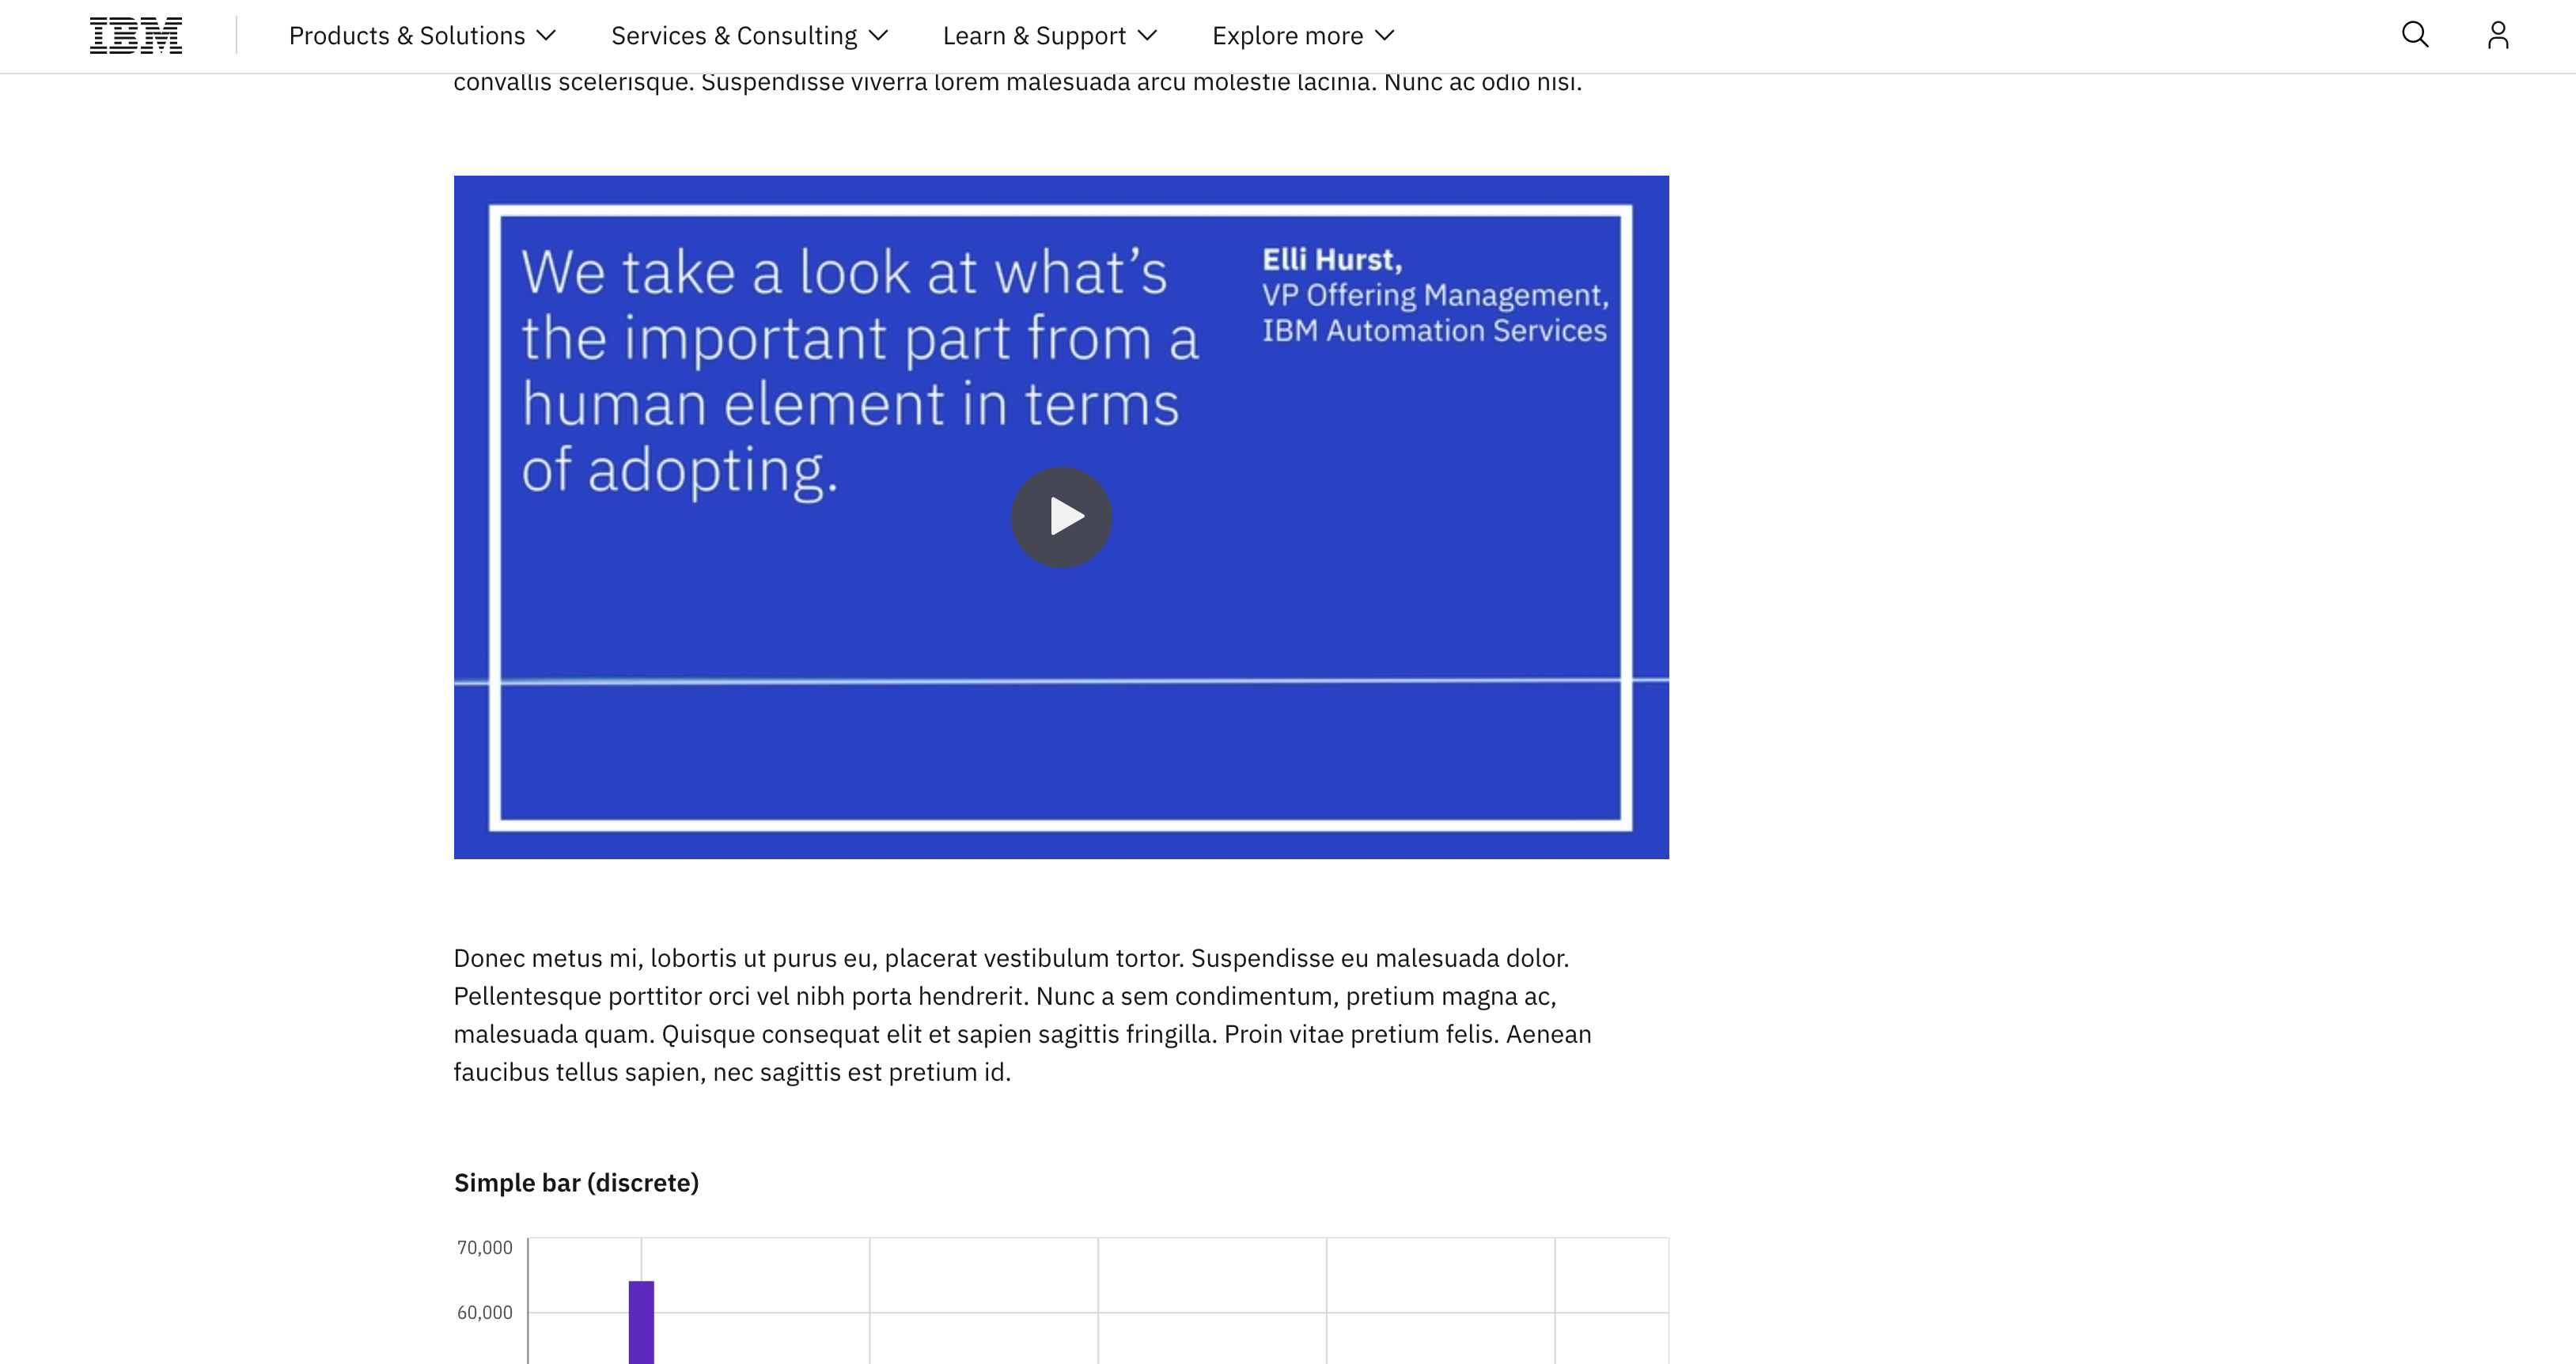 IBM
Products & Solutions
Services & Consulting
Learn & Support
Explore more
convallis scelerisque. Suspendisse viverra lorem malesuada arcu molestie lacinia. Nunc ac odio nisi.
We take a look at what’s
the important part from a
human element in terms
of adopting.
Elli Hurst,
VP Offering Management,
IBM Automation Services
Donec metus mi, lobortis ut purus eu, placerat vestibulum tortor. Suspendisse eu malesuada dolor.
Pellentesque porttitor orci vel nibh porta hendrerit. Nunc a sem condimentum, pretium magna ac,
malesuada quam. Quisque consequat elit et sapien sagittis fringilla. Proin vitae pretium felis. Aenean
faucibus tellus sapien, nec sagittis est pretium id.
Simple bar (discrete)
70,000
60,000